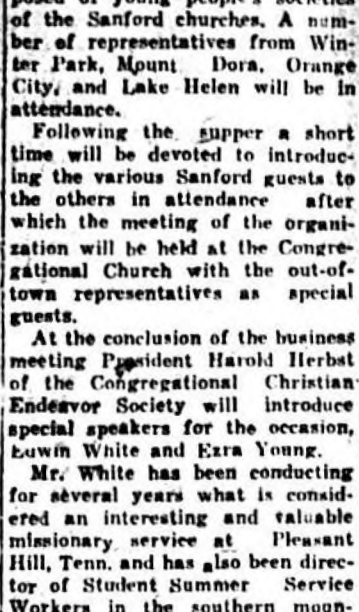 posed of young people's societies
of the Sanford churches. A num-
ber of representatives from Win-
ter Park, Mount Dora, Orange
City, and Lake Helen will be in
attendance.
Following the supper a short
time will be devoted to introduc-
ing the various Sanford guests to
the others in attendance after
which the meeting of the organi-
zation will be held at the Congre-
gational Church with the out-of-
town representatives as special
guests.
At the conclusion of the business
meeting President Harold Herbst
of the Congregational Christian
Endeavor Society will introduce
special speakers for the occasion,
Edwin White and Ezra Young.
Mr. White has been conducting
for several years what is consid-
ered an interesting and valuable
missionary service at Pleasant
Hill, Tenn. and has also been direc-
tor of Student Summer Service
Workers in the southern moun-